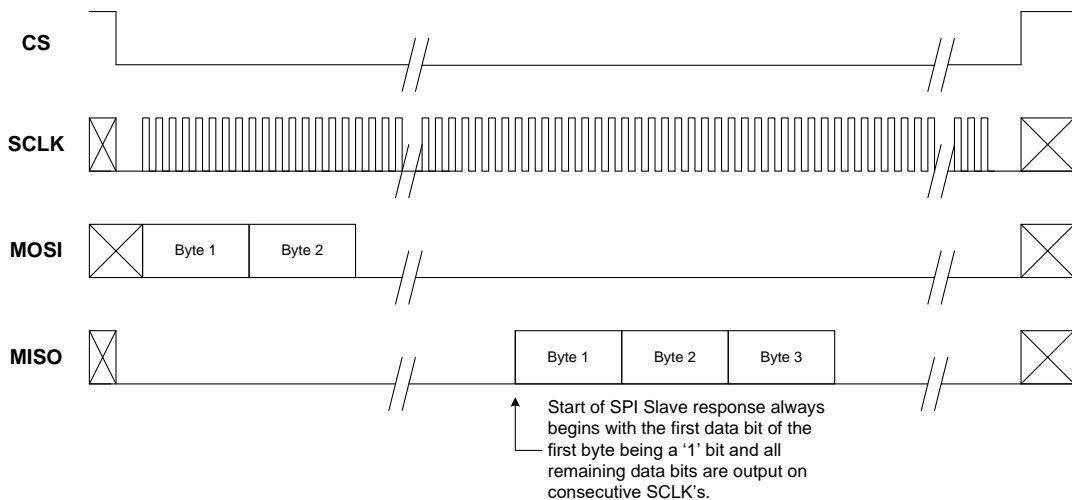 CS
SCLK
MOSI
Byte 1
Byte 2
MISO
Byte 1
Byte 2
Byte 3
Start of SPI Slave response always
begins with the first data bit of the
first byte being a ‘1’ bit and all
remaining data bits are output on
consecutive SCLK’s.